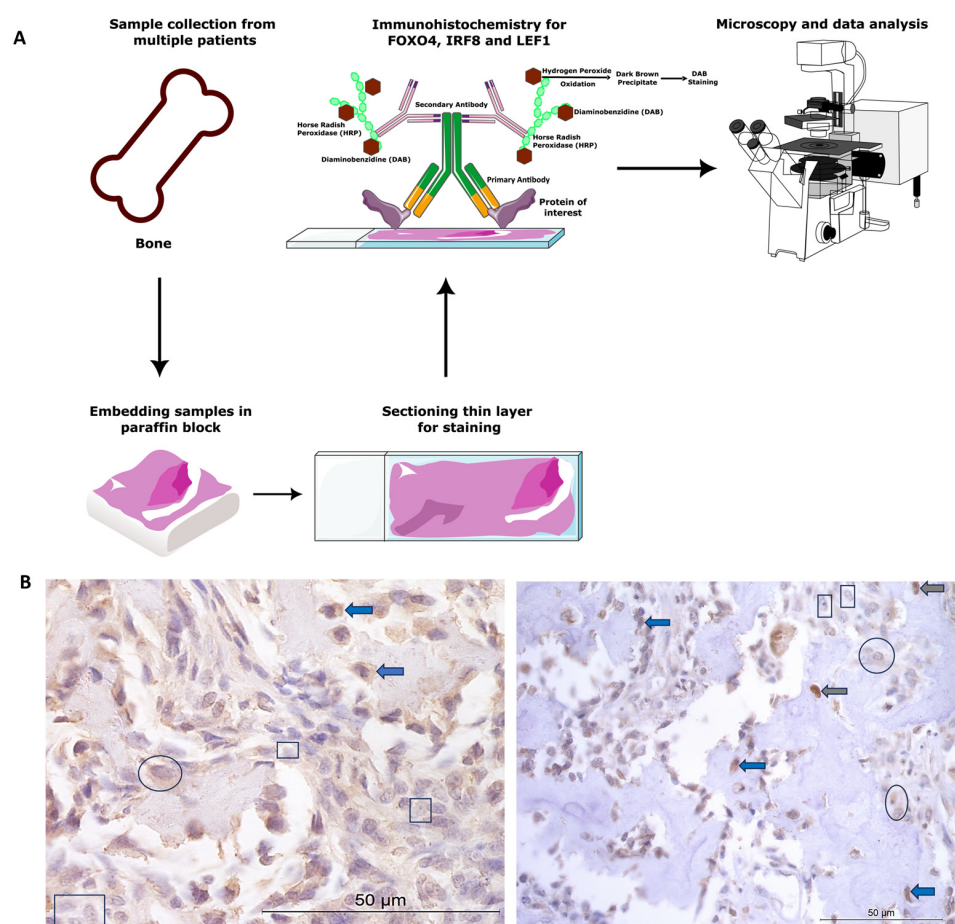 A
Sample collection from
multiple patients
Bone
Immunohistochemistry for
FOXO4, IRF8 and LEF1
Hydrogen Peroxide
Oxidation
Dark Brown
Precipitate
DAB
Staining
Secondary Antibody
Diaminobenzidine (DAB)
Horse Radish
Peroxidase (HRP)
Horse Radish
Peroxidase (HRP)
Diaminobenzidine (DAB)
Primary Antibody
Protein of
interest
Microscopy and data analysis
Embedding samples in
paraffin block
Sectioning thin layer
for staining
B
50 µm
50 µm